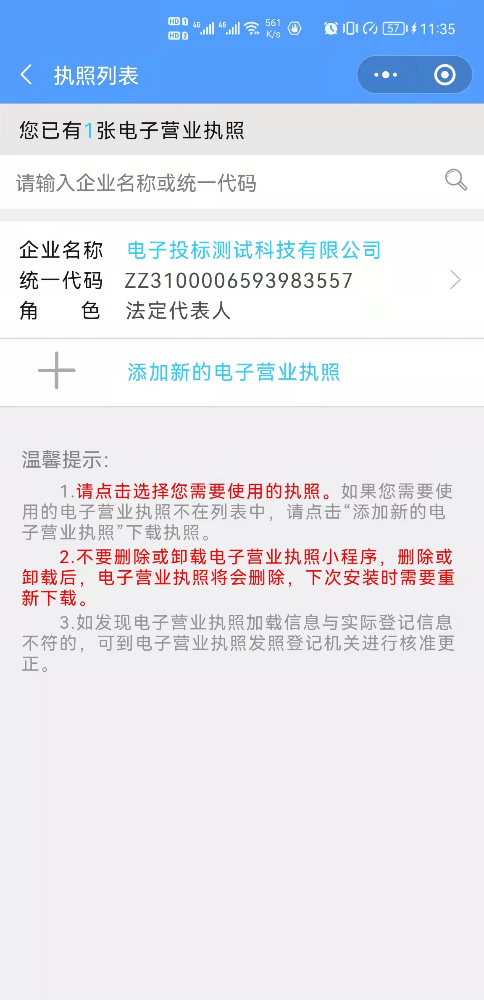 HD 1 4G 4G 561 57 11:35
HD 2 K/s
执照列表
您已有1张电子营业执照
请输入企业名称或统一代码
企业名称 电子投标测试科技有限公司
统一代码 ZZ3100006593983557
角 色 法定代表人
添加新的电子营业执照
温馨提示：
1.请点击选择您需要使用的执照。如果您需要使
用的电子营业执照不在列表中，请点击“添加新的电
子营业执照”下载执照。
2.不要删除或卸载电子营业执照小程序，删除或
卸载后，电子营业执照将会删除，下次安装时需要重
新下载。
3.如发现电子营业执照加载信息与实际登记信息
不符的，可到电子营业执照发照登记机关进行核准更
正。